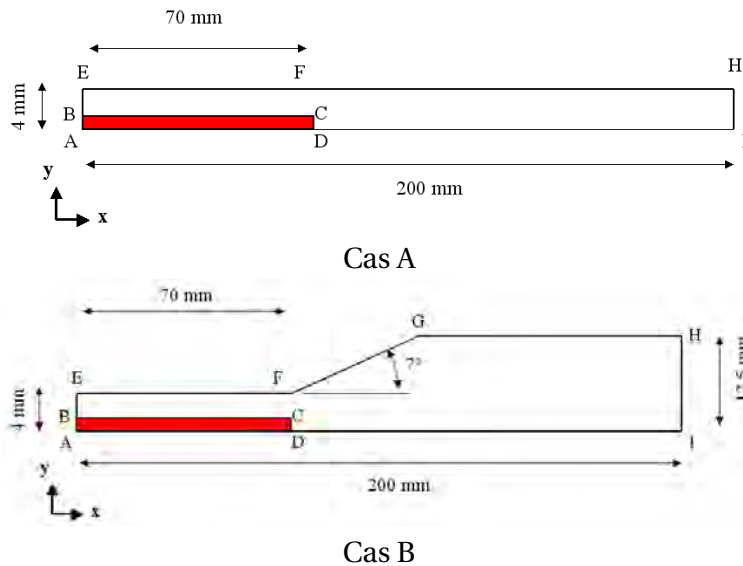 70 mm
E F H
4 mm
B C
A D
200 mm
y
x
Cas A
70 mm
G
H
7°
E F
4 mm
B C
A D I
200 mm
y
x
Cas B